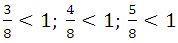 3/8 < 1; 4/8 < 1; 5/8 < 1